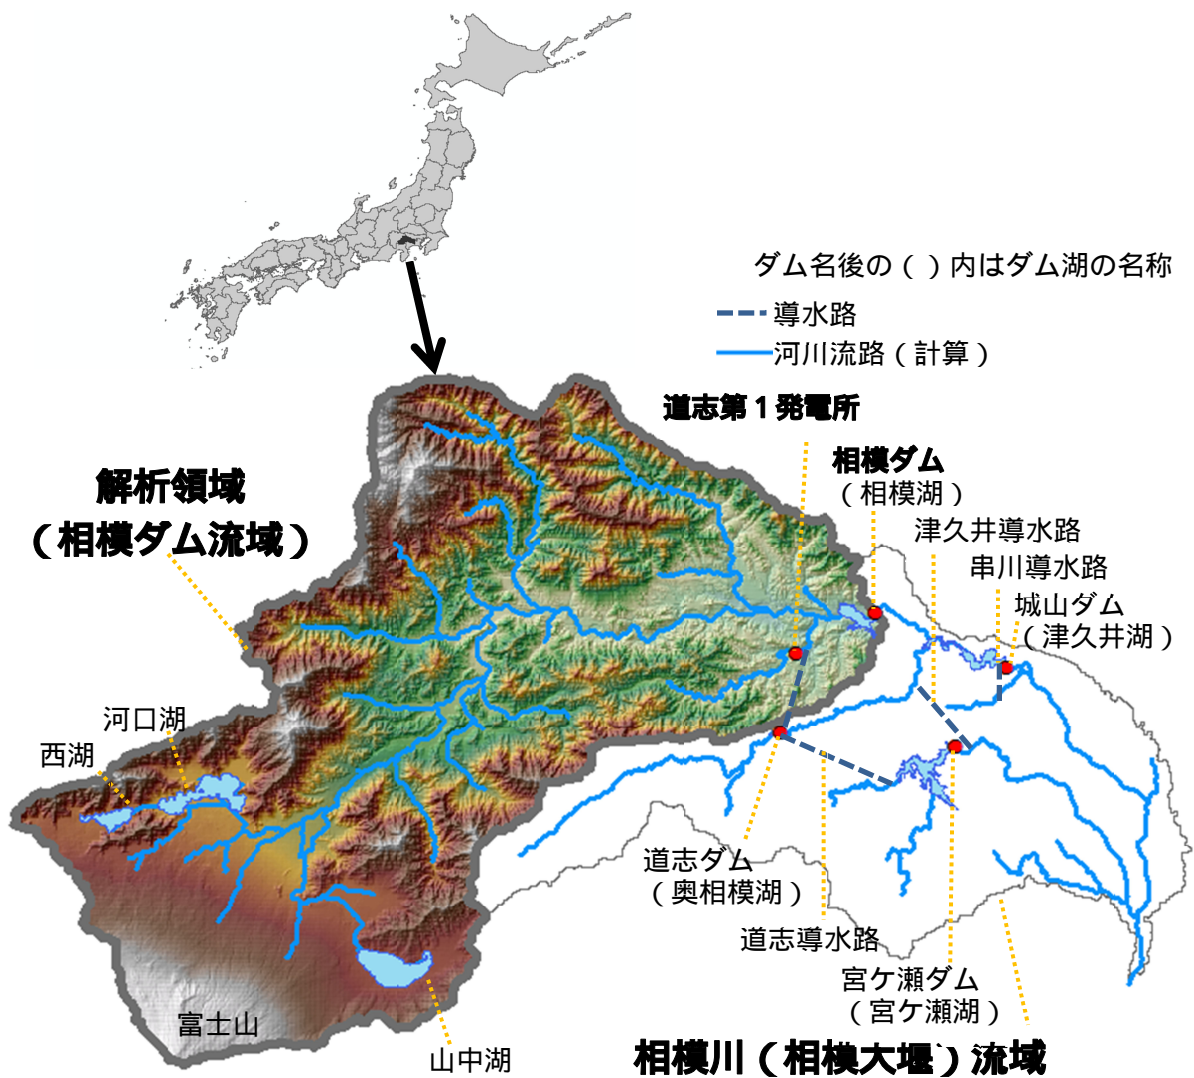 ダム名後の（ ）内はダム湖の名称
導水路
河川流路（計算）
道志第１発電所
相模ダム
（相模湖）
解析領域
（相模ダム流域）
津久井導水路
串川導水路
城山ダム
（津久井湖）
河口湖
西湖
道志ダム
（奥相模湖）
道志導水路
宮ケ瀬ダム
（宮ケ瀬湖）
富士山
山中湖
相模川（相模大堰）流域